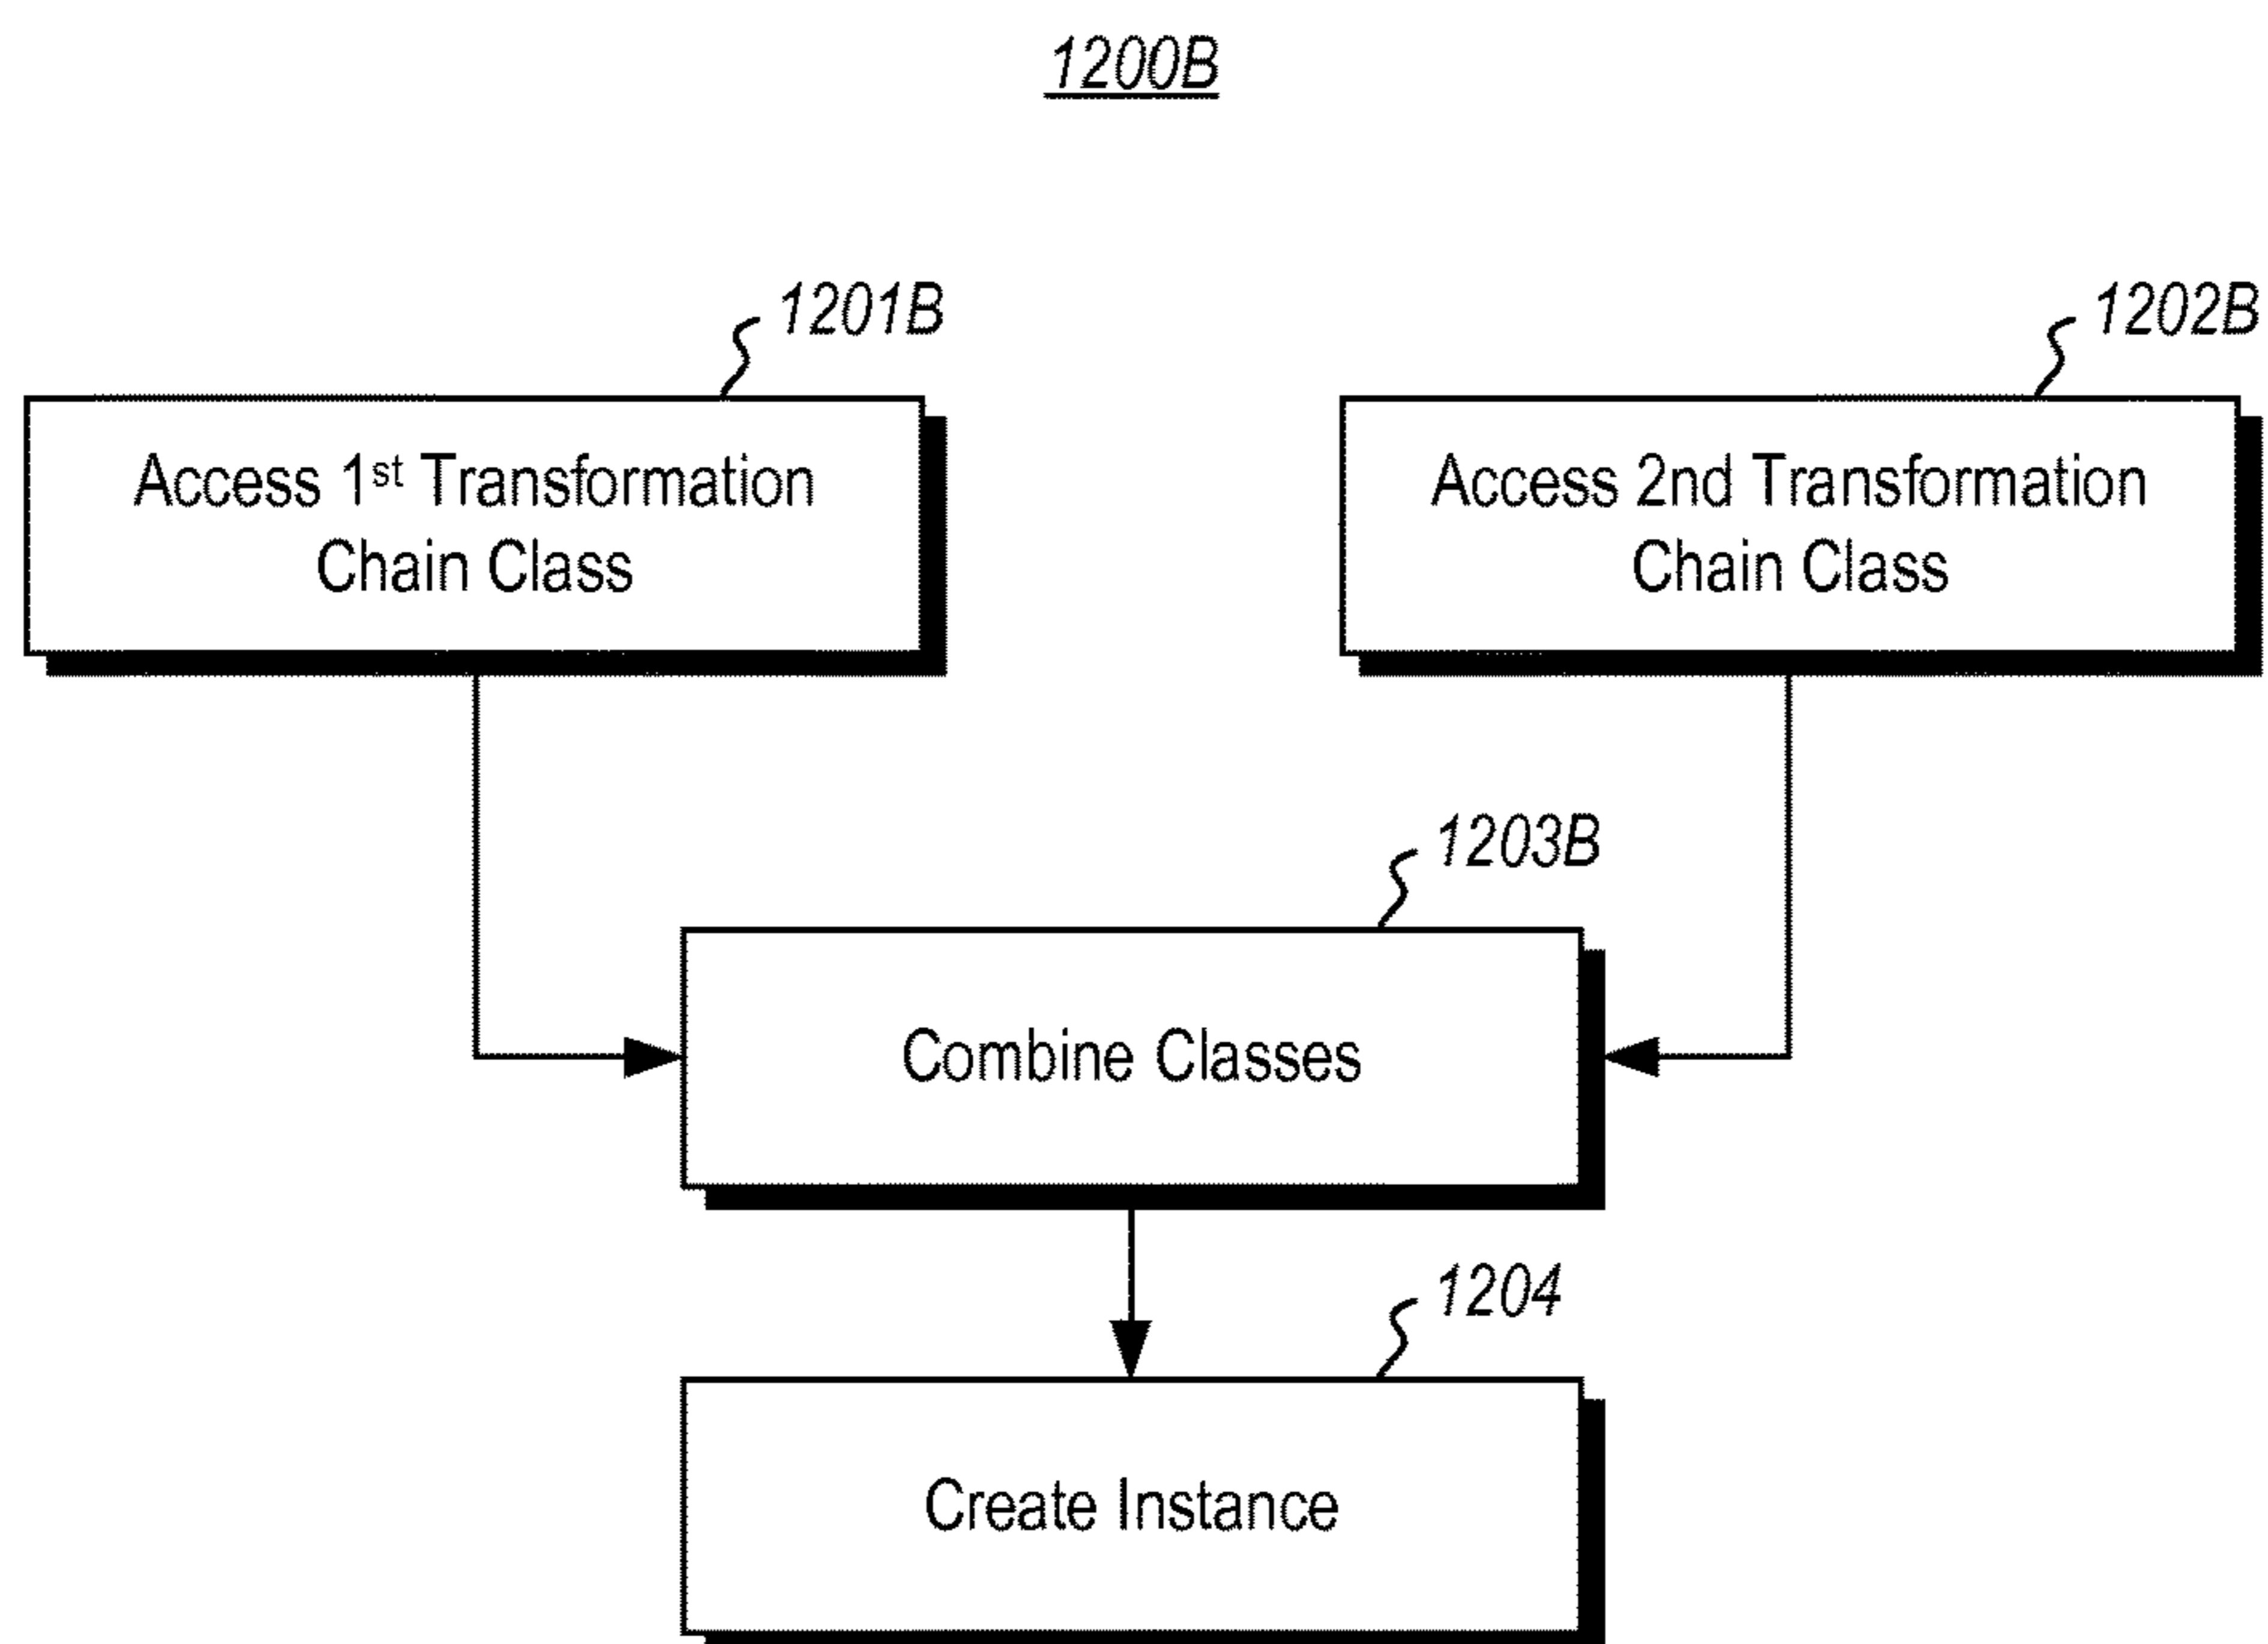 1200B
1201B
1202B
Access 1st Transformation
Chain Class
Access 2nd Transformation
Chain Class
1203B
Combine Classes
1204
Create Instance